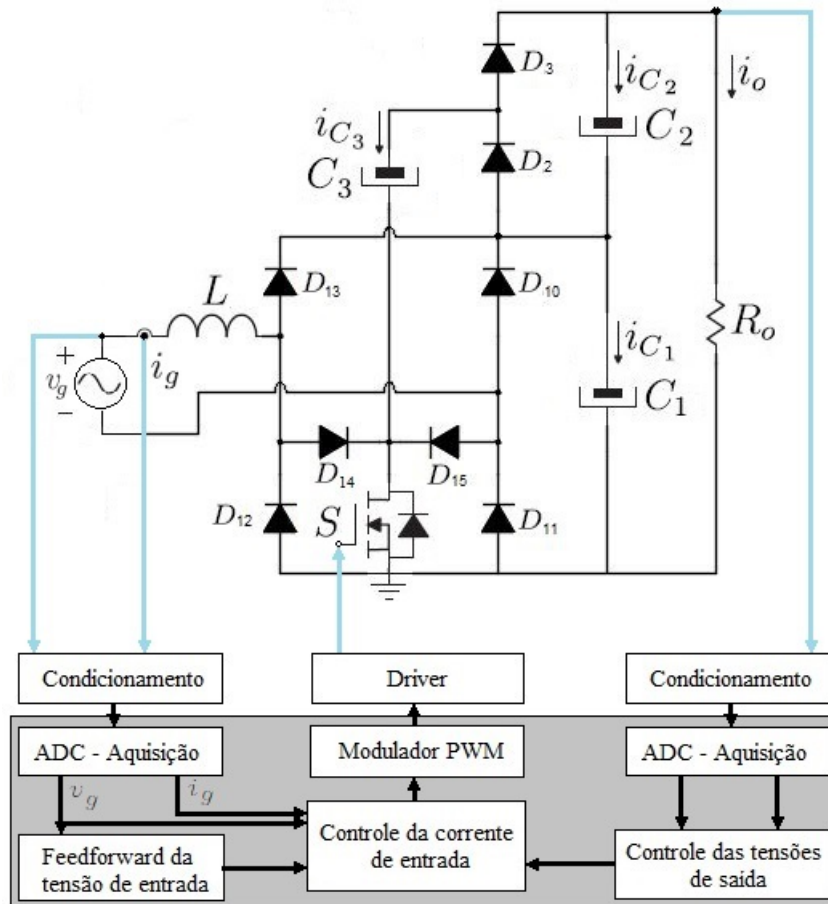 D3
iC2
io
iC3
C2
C3
D2
L
D13
D10
Ro
iC1
+
vg
−
ig
C1
D14
D15
D12
S
D11
Condicionamento
Driver
Condicionamento
ADC - Aquisição
Modulador PWM
ADC - Aquisição
vg
ig
Feedforward da
tensão de entrada
Controle da corrente
de entrada
Controle das tensões
de saída